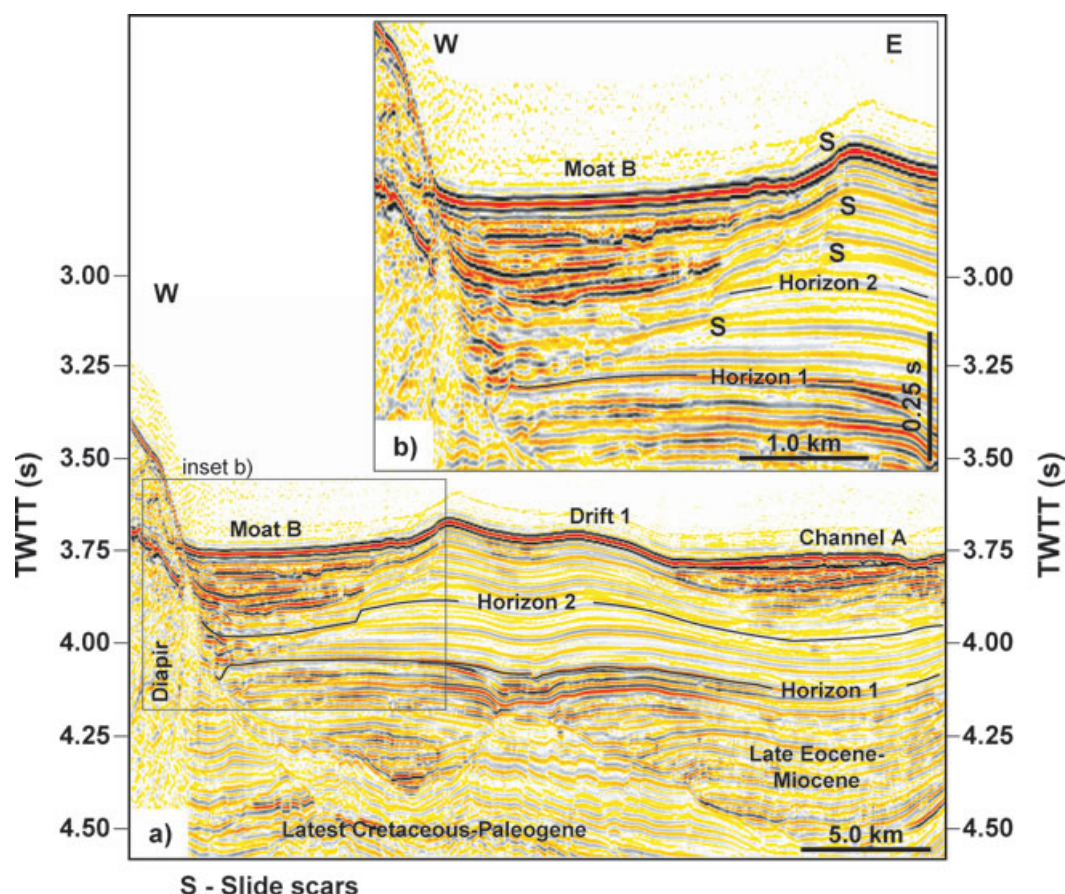 W
E
S
Moat B
S
S
3.00
3.00
W
Horizon 2
S
3.25
3.25
Horizon 1
0.25 s
b)
1.0 km
3.50
3.50
TWTT (s)
TWTT (s)
inset b)
Moat B
Drift 1
Channel A
3.75
3.75
Horizon 2
4.00
4.00
Diapir
Horizon 1
4.25
4.25
Late Eocene-
Miocene
4.50
4.50
a)
Latest Cretaceous-Paleogene
5.0 km
S - Slide scars